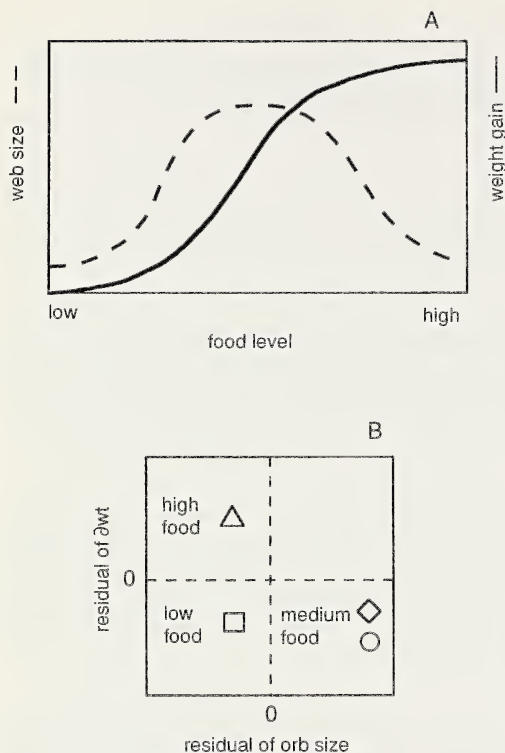 A
web size
weight gain
low
high
food level
B
high
food
residual of ∂wt
0
low
food
medium
food
0
residual of orb size